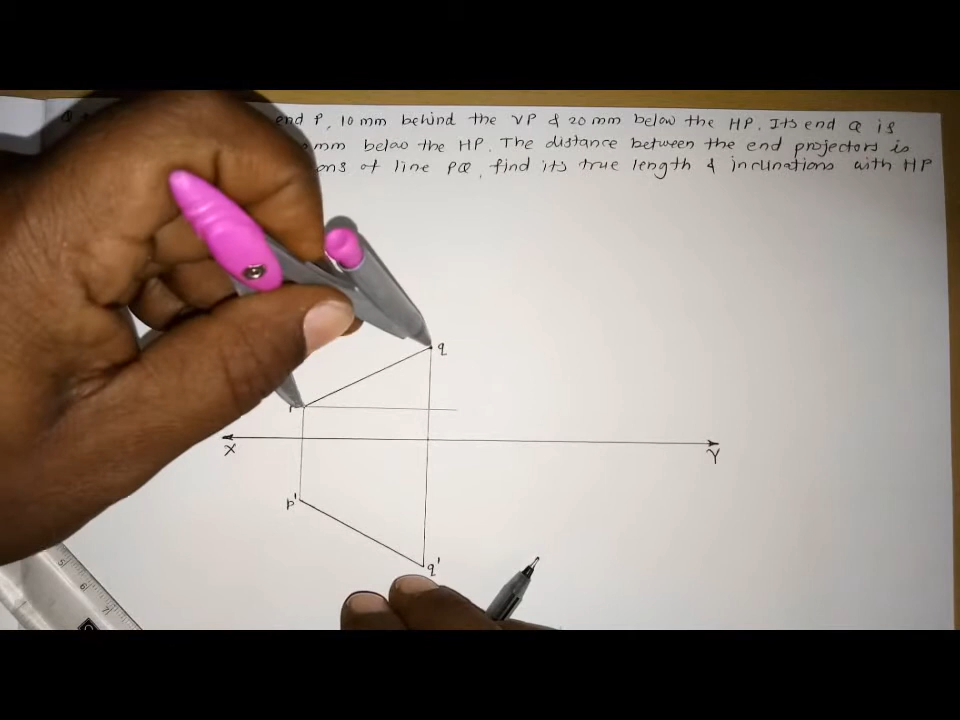 end P, 10 mm behind the VP & 20 mm below the HP. Its end Q is
mm below the HP. The distance between the end projectors is
of line PQ, find its true length & inclinations with HP
q
X
Y
p'
q'
15